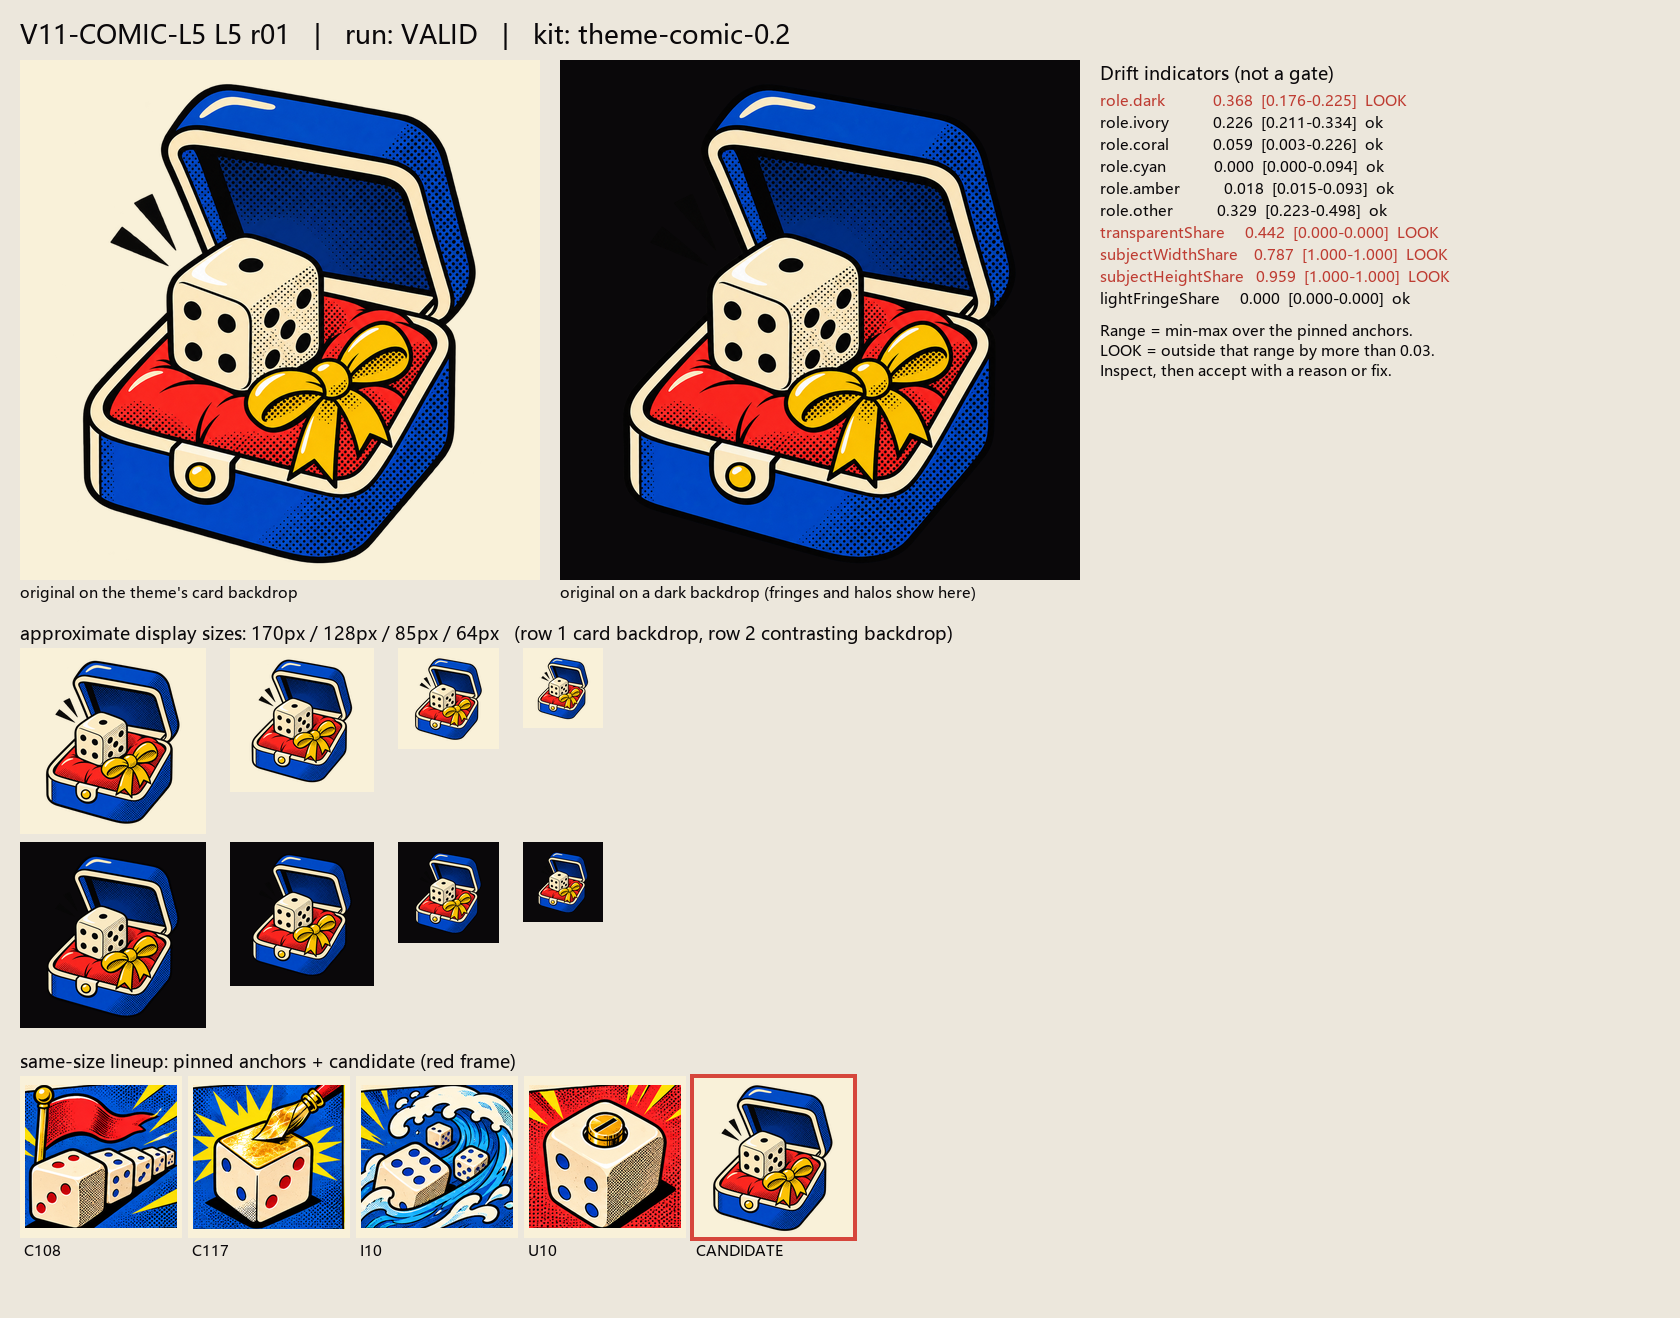 V11-COMIC-L5 L5 r01 | run: VALID | kit: theme-comic-0.2
Drift indicators (not a gate)
role.dark 0.368 [0.176-0.225] LOOK
role.ivory 0.226 [0.211-0.334] ok
role.coral 0.059 [0.003-0.226] ok
role.cyan 0.000 [0.000-0.094] ok
role.amber 0.018 [0.015-0.093] ok
role.other 0.329 [0.223-0.498] ok
transparentShare 0.442 [0.000-0.000] LOOK
subjectWidthShare 0.787 [1.000-1.000] LOOK
subjectHeightShare 0.959 [1.000-1.000] LOOK
lightFringeShare 0.000 [0.000-0.000] ok
Range = min-max over the pinned anchors.
LOOK = outside that range by more than 0.03.
Inspect, then accept with a reason or fix.
original on the theme's card backdrop
original on a dark backdrop (fringes and halos show here)
approximate display sizes: 170px / 128px / 85px / 64px (row 1 card backdrop, row 2 contrasting backdrop)
same-size lineup: pinned anchors + candidate (red frame)
C108
C117
I10
U10
CANDIDATE